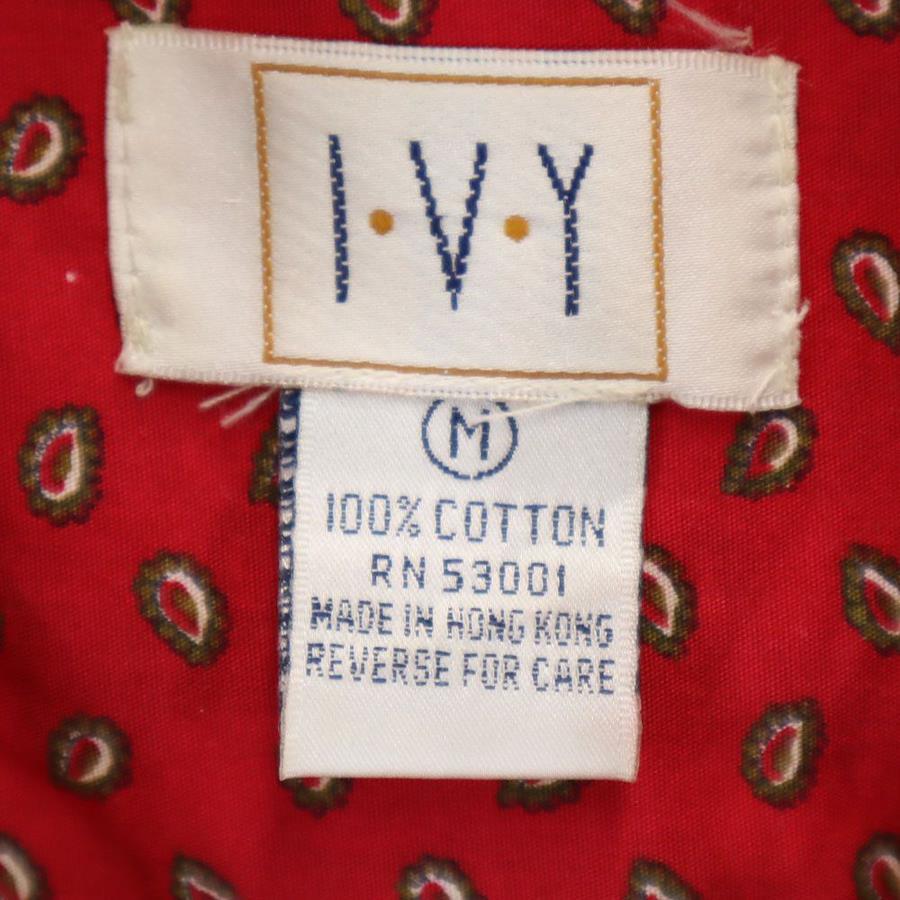 I·V·Y
M
100% COTTON
RN 53001
MADE IN HONG KONG
REVERSE FOR CARE